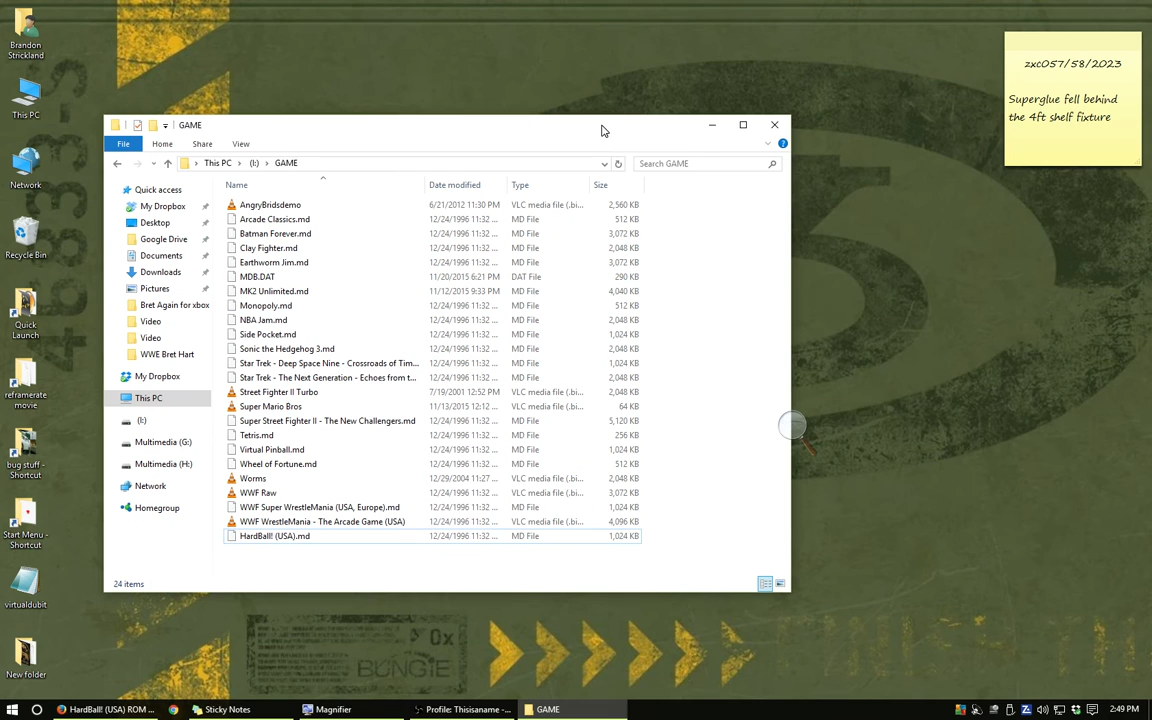 Brandon
Strickland
This PC
Network
Recycle Bin
Quick
Launch
reframerate
movie
bug stuff -
Shortcut
Start Menu -
Shortcut
virtualdubit
New folder
GAME
File Home Share View
This PC (I:) GAME
Search GAME
Name Date modified Type Size
Quick access
My Dropbox
Desktop
Google Drive
Documents
Downloads
Pictures
Bret Again for xbox
Video
Video
WWE Bret Hart
My Dropbox
This PC
(I:)
Multimedia (G:)
Multimedia (H:)
Network
Homegroup
AngryBridsdemo 6/21/2012 11:30 PM VLC media file (.bi... 2,560 KB
Arcade Classics.md 12/24/1996 11:32 ... MD File 512 KB
Batman Forever.md 12/24/1996 11:32 ... MD File 3,072 KB
Clay Fighter.md 12/24/1996 11:32 ... MD File 2,048 KB
Earthworm Jim.md 12/24/1996 11:32 ... MD File 3,072 KB
MDB.DAT 11/20/2015 6:21 PM DAT File 290 KB
MK2 Unlimited.md 11/12/2015 9:33 PM MD File 4,040 KB
Monopoly.md 12/24/1996 11:32 ... MD File 512 KB
NBA Jam.md 12/24/1996 11:32 ... MD File 2,048 KB
Side Pocket.md 12/24/1996 11:32 ... MD File 1,024 KB
Sonic the Hedgehog 3.md 12/24/1996 11:32 ... MD File 2,048 KB
Star Trek - Deep Space Nine - Crossroads of Tim... 12/24/1996 11:32 ... MD File 1,024 KB
Star Trek - The Next Generation - Echoes from t... 12/24/1996 11:32 ... MD File 2,048 KB
Street Fighter II Turbo 7/19/2001 12:52 PM VLC media file (.bi... 2,048 KB
Super Mario Bros 11/13/2015 12:12 ... VLC media file (.bi... 64 KB
Super Street Fighter II - The New Challengers.md 12/24/1996 11:32 ... MD File 5,120 KB
Tetris.md 12/24/1996 11:32 ... MD File 256 KB
Virtual Pinball.md 12/24/1996 11:32 ... MD File 1,024 KB
Wheel of Fortune.md 12/24/1996 11:32 ... MD File 512 KB
Worms 12/29/2004 11:27 ... VLC media file (.bi... 2,048 KB
WWF Raw 12/24/1996 11:32 ... VLC media file (.bi... 3,072 KB
WWF Super WrestleMania (USA, Europe).md 12/24/1996 11:32 ... MD File 1,024 KB
WWF WrestleMania - The Arcade Game (USA) 12/24/1996 11:32 ... VLC media file (.bi... 4,096 KB
HardBall! (USA).md 12/24/1996 11:32 ... MD File 1,024 KB
24 items
zxc057/58/2023
Superglue fell behind
the 4ft shelf fixture
0x
BUNGIE
HardBall! (USA) ROM ...
Sticky Notes
Magnifier
Profile: Thisisaname -...
GAME
2:49 PM